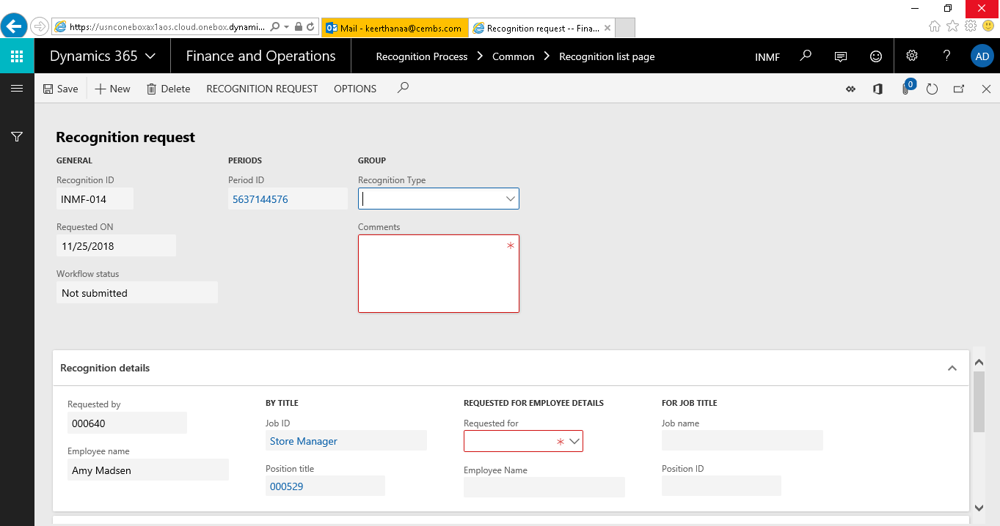 https://usnconeboxax1aos.cloud.onebox.dynami...
Mail - keerthanaa@cembs.com
Recognition request -- Fina...
Dynamics 365
Finance and Operations
Recognition Process > Common > Recognition list page
INMF
?
AD
Save
New
Delete
RECOGNITION REQUEST
OPTIONS
0
Recognition request
GENERAL
Recognition ID
INMF-014
Requested ON
11/25/2018
Workflow status
Not submitted
PERIODS
Period ID
5637144576
GROUP
Recognition Type
Comments
*
Recognition details
Requested by
000640
Employee name
Amy Madsen
BY TITLE
Job ID
Store Manager
Position title
000529
REQUESTED FOR EMPLOYEE DETAILS
Requested for
*
Employee Name
FOR JOB TITLE
Job name
Position ID